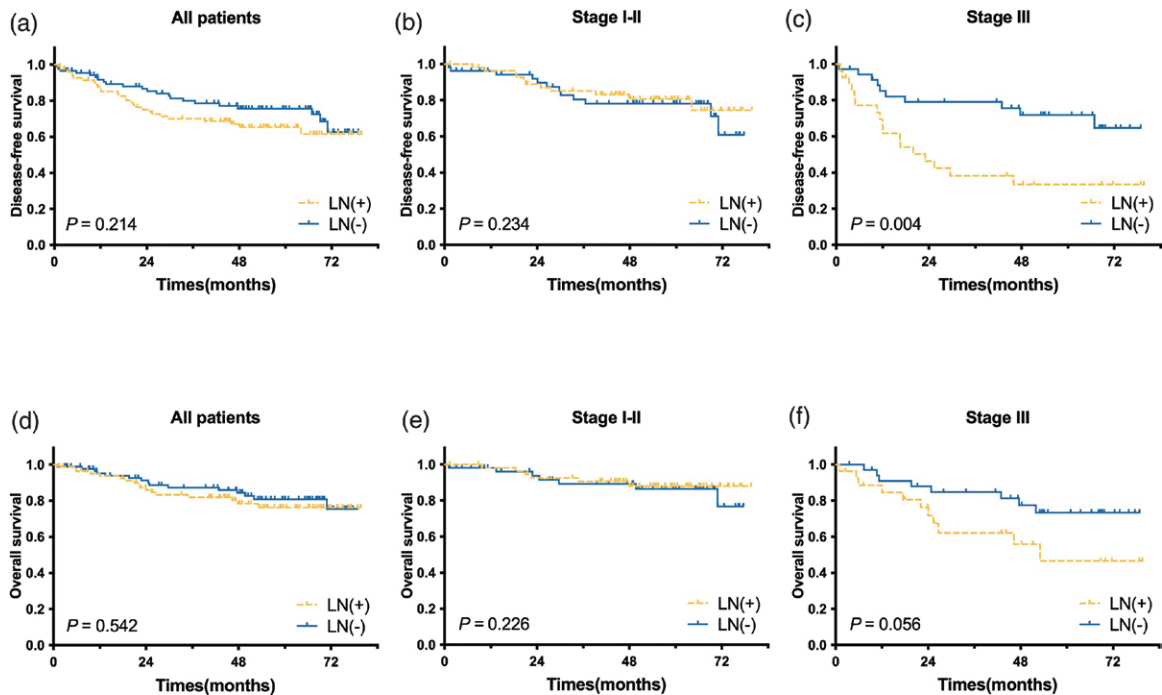 (a)
All patients
Disease-free survival
1.0
0.8
0.6
0.4
0.2
0.0
P = 0.214
LN(+)
LN(-)
0 24 48 72
Times(months)
(b)
Stage I-II
Disease-free survival
1.0
0.8
0.6
0.4
0.2
0.0
P = 0.234
LN(+)
LN(-)
0 24 48 72
Times(months)
(c)
Stage III
Disease-free survival
1.0
0.8
0.6
0.4
0.2
0.0
P = 0.004
LN(+)
LN(-)
0 24 48 72
Times(months)
(d)
All patients
Overall survival
1.0
0.8
0.6
0.4
0.2
0.0
P = 0.542
LN(+)
LN(-)
0 24 48 72
Times(months)
(e)
Stage I-II
Overall survival
1.0
0.8
0.6
0.4
0.2
0.0
P = 0.226
LN(+)
LN(-)
0 24 48 72
Times(months)
(f)
Stage III
Overall survival
1.0
0.8
0.6
0.4
0.2
0.0
P = 0.056
LN(+)
LN(-)
0 24 48 72
Times(months)